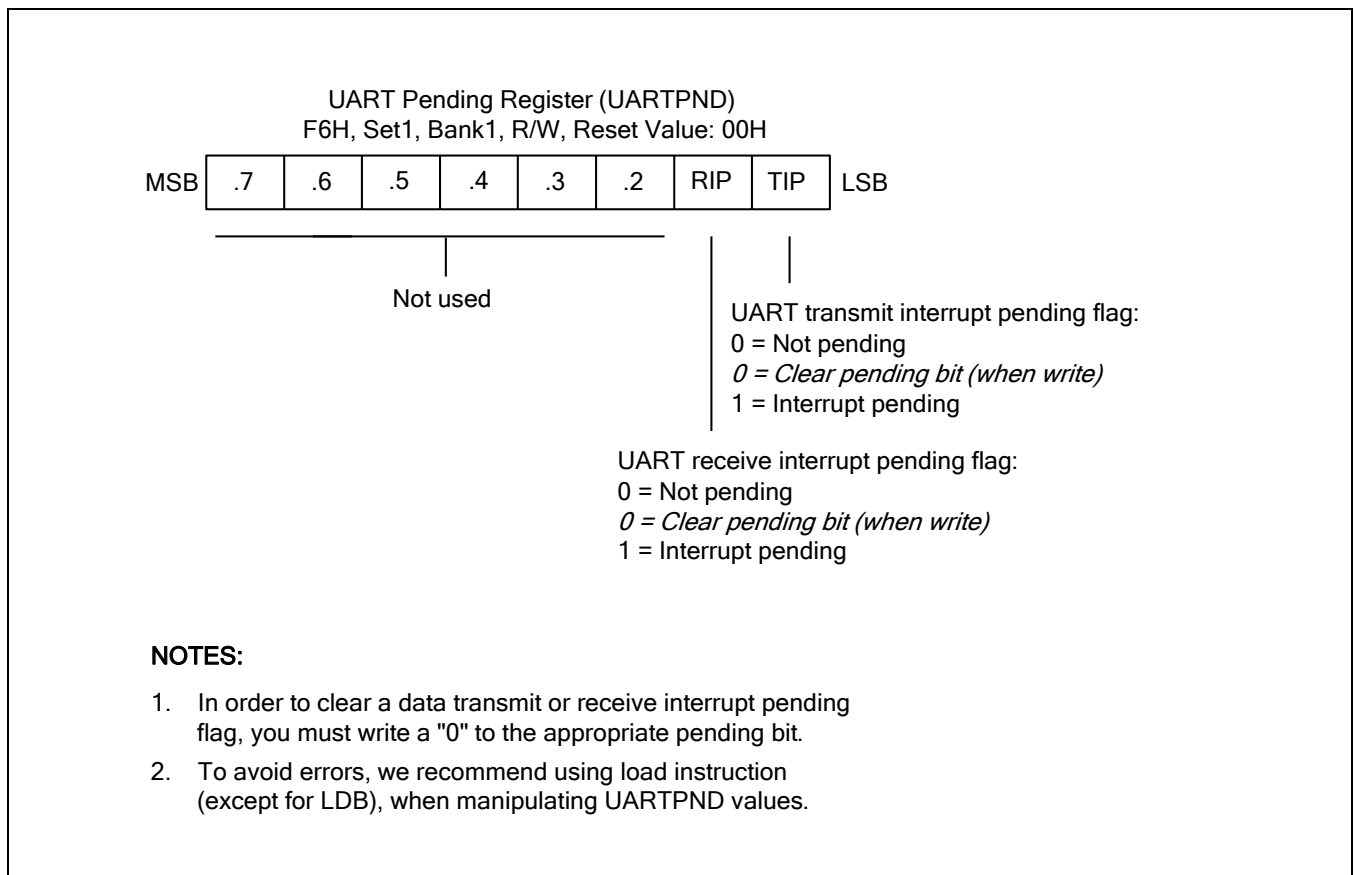 UART Pending Register (UARTPND)
F6H, Set1, Bank1, R/W, Reset Value: 00H
MSB .7 .6 .5 .4 .3 .2 RIP TIP LSB
Not used
UART transmit interrupt pending flag:
0 = Not pending
0 = Clear pending bit (when write)
1 = Interrupt pending
UART receive interrupt pending flag:
0 = Not pending
0 = Clear pending bit (when write)
1 = Interrupt pending
NOTES:
1. In order to clear a data transmit or receive interrupt pending
flag, you must write a "0" to the appropriate pending bit.
2. To avoid errors, we recommend using load instruction
(except for LDB), when manipulating UARTPND values.